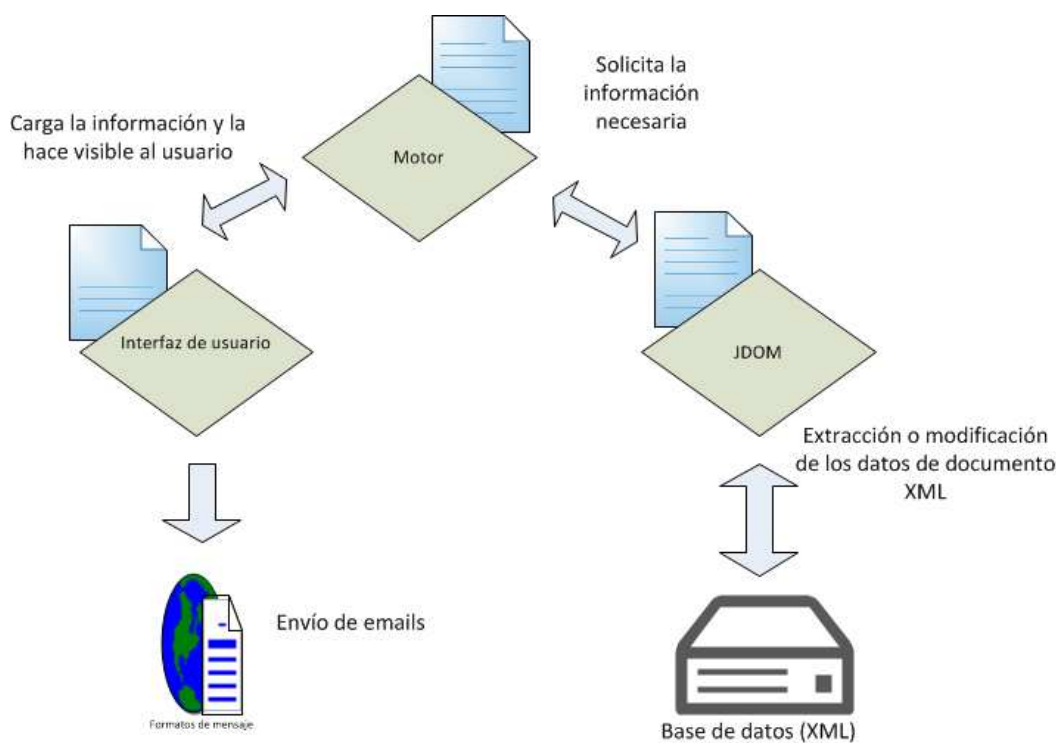 Solicita la
información
necesaria
Carga la información y la
hace visible al usuario
Motor
Interfaz de usuario
JDOM
Extracción o modificación
de los datos de documento
XML
Envío de emails
Formatos de mensaje
Base de datos (XML)